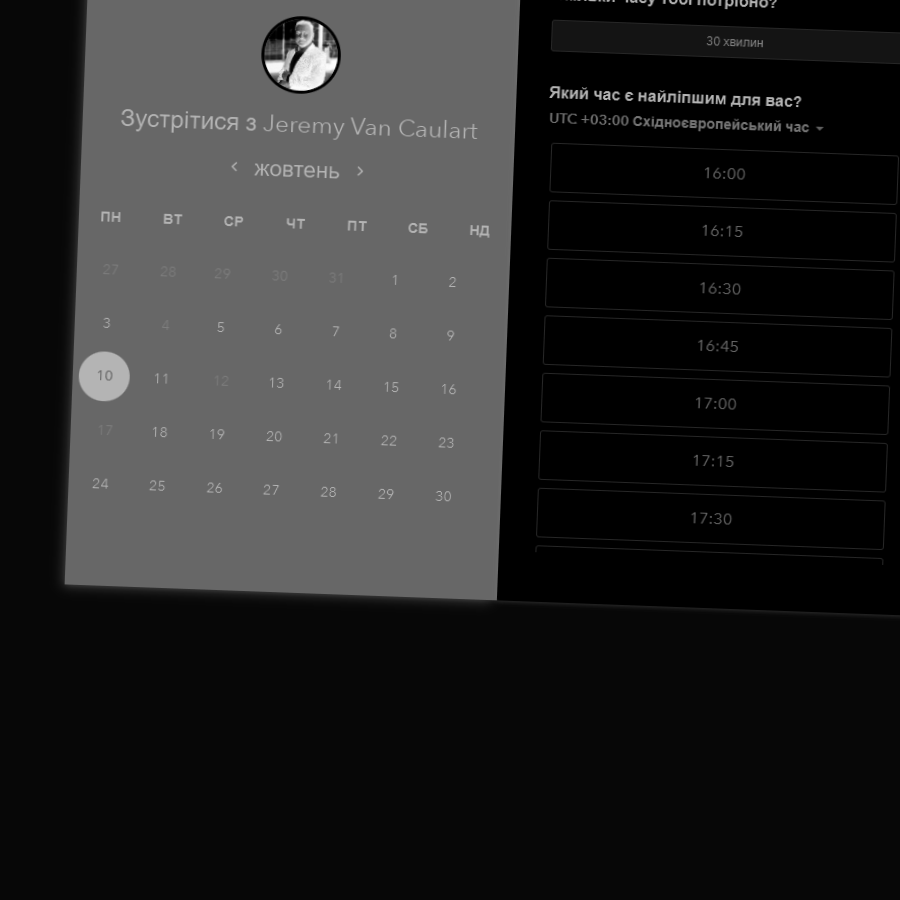 Зустрітися з Jeremy Van Caulart
жовтень
ПН ВТ СР ЧТ ПТ СБ НД
27 28 29 30 31 1 2
3 4 5 6 7 8 9
10 11 12 13 14 15 16
17 18 19 20 21 22 23
24 25 26 27 28 29 30
часу тобі потрібно?
30 хвилин
Який час є найліпшим для вас?
UTC +03:00 Східноєвропейський час
16:00
16:15
16:30
16:45
17:00
17:15
17:30